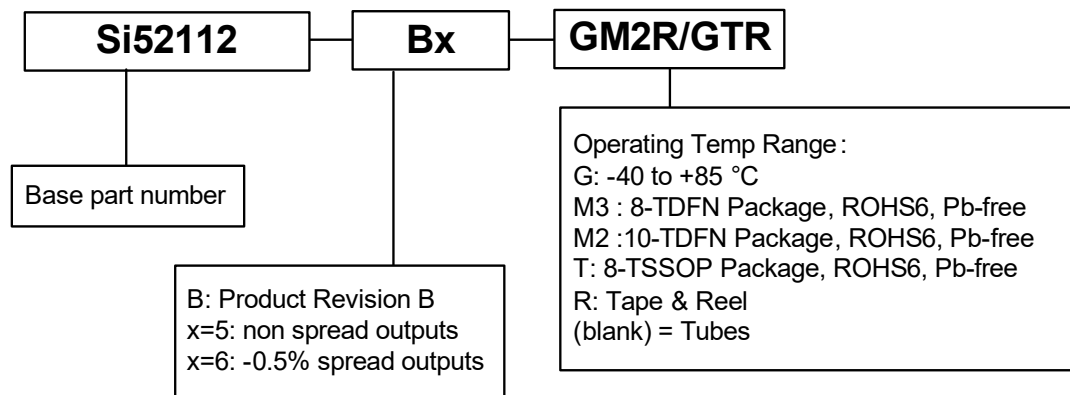 Si52112
Bx
GM2R/GTR
Base part number
B: Product Revision B
x=5: non spread outputs
x=6: -0.5% spread outputs
Operating Temp Range:
G: -40 to +85 °C
M3 : 8-TDFN Package, ROHS6, Pb-free
M2 :10-TDFN Package, ROHS6, Pb-free
T: 8-TSSOP Package, ROHS6, Pb-free
R: Tape & Reel
(blank) = Tubes